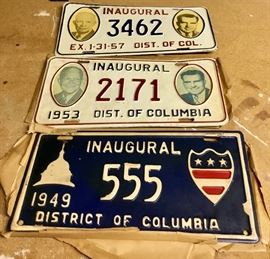 INAUGURAL
3462
EX. 1-31-57 DIST. OF COL.
INAUGURAL
2171
1953 DIST. OF COLUMBIA
INAUGURAL
555
1949
DISTRICT OF COLUMBIA